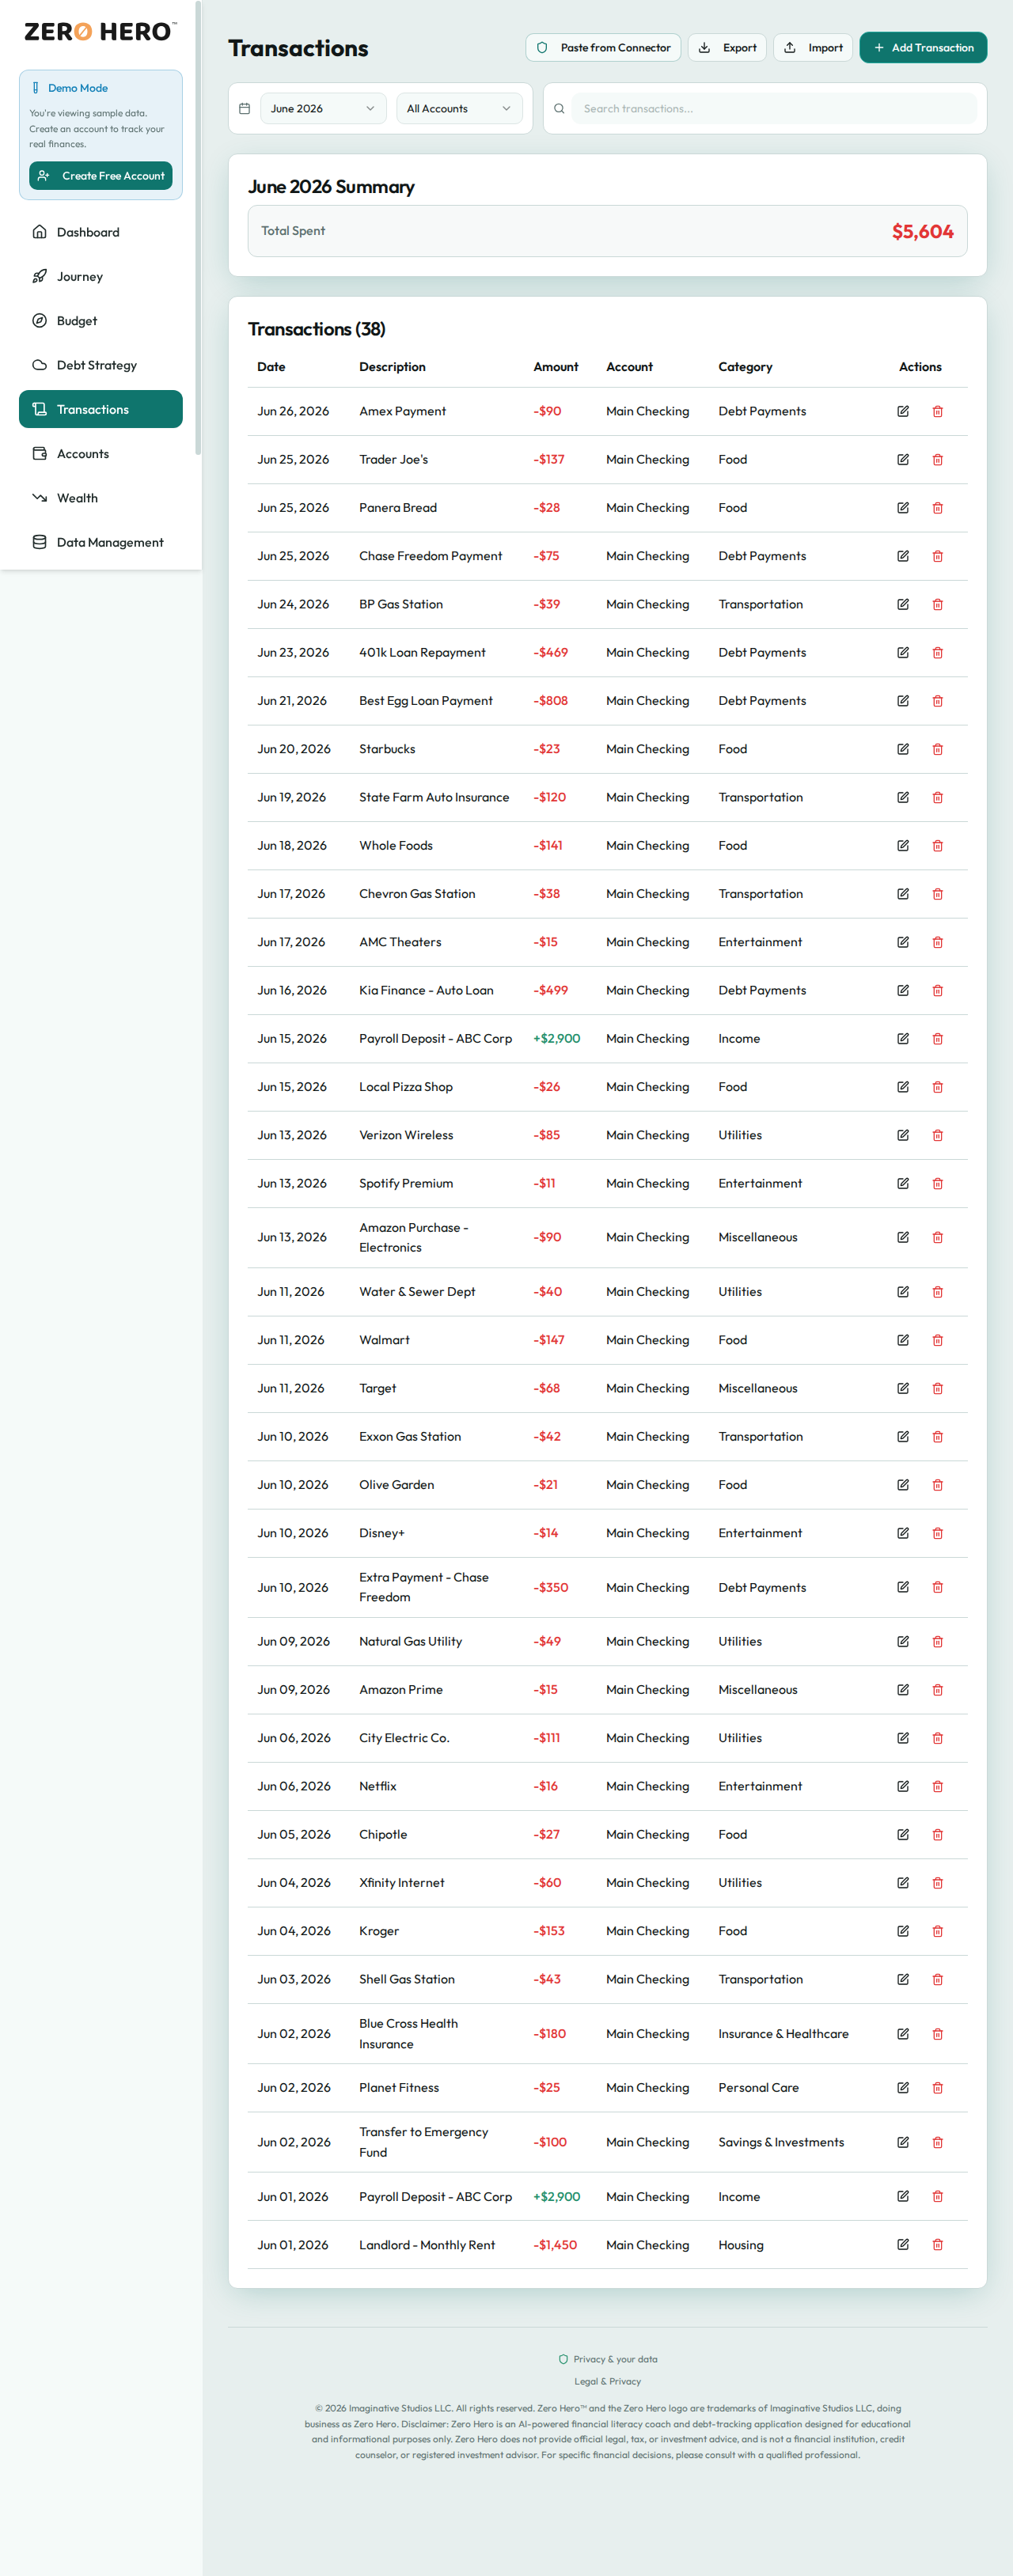 ZERO HERO™
Demo Mode
You're viewing sample data.
Create an account to track your
real finances.
Create Free Account
Dashboard
Journey
Budget
Debt Strategy
Transactions
Accounts
Wealth
Data Management
Transactions
Paste from Connector
Export
Import
Add Transaction
June 2026
All Accounts
Search transactions...
June 2026 Summary
Total Spent $5,604
Transactions (38)
Date Description Amount Account Category Actions
Jun 26, 2026 Amex Payment -$90 Main Checking Debt Payments
Jun 25, 2026 Trader Joe's -$137 Main Checking Food
Jun 25, 2026 Panera Bread -$28 Main Checking Food
Jun 25, 2026 Chase Freedom Payment -$75 Main Checking Debt Payments
Jun 24, 2026 BP Gas Station -$39 Main Checking Transportation
Jun 23, 2026 401k Loan Repayment -$469 Main Checking Debt Payments
Jun 21, 2026 Best Egg Loan Payment -$808 Main Checking Debt Payments
Jun 20, 2026 Starbucks -$23 Main Checking Food
Jun 19, 2026 State Farm Auto Insurance -$120 Main Checking Transportation
Jun 18, 2026 Whole Foods -$141 Main Checking Food
Jun 17, 2026 Chevron Gas Station -$38 Main Checking Transportation
Jun 17, 2026 AMC Theaters -$15 Main Checking Entertainment
Jun 16, 2026 Kia Finance - Auto Loan -$499 Main Checking Debt Payments
Jun 15, 2026 Payroll Deposit - ABC Corp +$2,900 Main Checking Income
Jun 15, 2026 Local Pizza Shop -$26 Main Checking Food
Jun 13, 2026 Verizon Wireless -$85 Main Checking Utilities
Jun 13, 2026 Spotify Premium -$11 Main Checking Entertainment
Jun 13, 2026 Amazon Purchase -
Electronics -$90 Main Checking Miscellaneous
Jun 11, 2026 Water & Sewer Dept -$40 Main Checking Utilities
Jun 11, 2026 Walmart -$147 Main Checking Food
Jun 11, 2026 Target -$68 Main Checking Miscellaneous
Jun 10, 2026 Exxon Gas Station -$42 Main Checking Transportation
Jun 10, 2026 Olive Garden -$21 Main Checking Food
Jun 10, 2026 Disney+ -$14 Main Checking Entertainment
Jun 10, 2026 Extra Payment - Chase
Freedom -$350 Main Checking Debt Payments
Jun 09, 2026 Natural Gas Utility -$49 Main Checking Utilities
Jun 09, 2026 Amazon Prime -$15 Main Checking Miscellaneous
Jun 06, 2026 City Electric Co. -$111 Main Checking Utilities
Jun 06, 2026 Netflix -$16 Main Checking Entertainment
Jun 05, 2026 Chipotle -$27 Main Checking Food
Jun 04, 2026 Xfinity Internet -$60 Main Checking Utilities
Jun 04, 2026 Kroger -$153 Main Checking Food
Jun 03, 2026 Shell Gas Station -$43 Main Checking Transportation
Jun 02, 2026 Blue Cross Health
Insurance -$180 Main Checking Insurance & Healthcare
Jun 02, 2026 Planet Fitness -$25 Main Checking Personal Care
Jun 02, 2026 Transfer to Emergency
Fund -$100 Main Checking Savings & Investments
Jun 01, 2026 Payroll Deposit - ABC Corp +$2,900 Main Checking Income
Jun 01, 2026 Landlord - Monthly Rent -$1,450 Main Checking Housing
Privacy & your data
Legal & Privacy
© 2026 Imaginative Studios LLC. All rights reserved. Zero Hero™ and the Zero Hero logo are trademarks of Imaginative Studios LLC, doing
business as Zero Hero. Disclaimer: Zero Hero is an AI-powered financial literacy coach and debt-tracking application designed for educational
and informational purposes only. Zero Hero does not provide official legal, tax, or investment advice, and is not a financial institution, credit
counselor, or registered investment advisor. For specific financial decisions, please consult with a qualified professional.